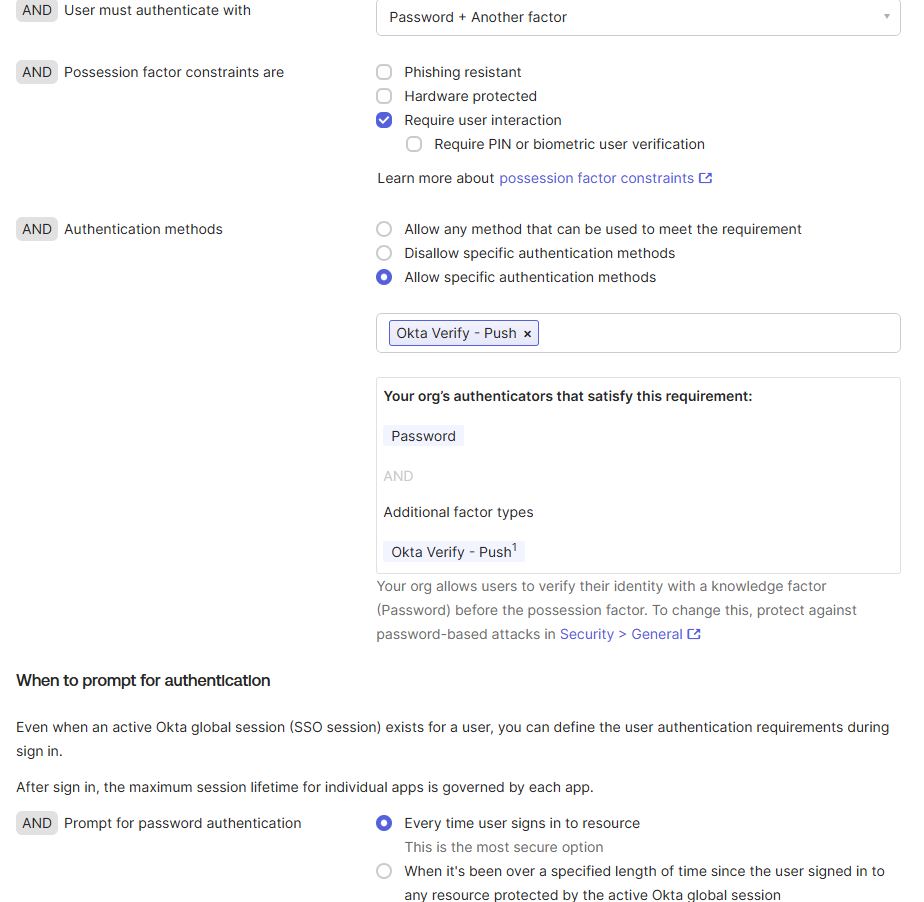 AND User must authenticate with
Password + Another factor
AND Possession factor constraints are
Phishing resistant
Hardware protected
Require user interaction
Require PIN or biometric user verification
Learn more about possession factor constraints
AND Authentication methods
Allow any method that can be used to meet the requirement
Disallow specific authentication methods
Allow specific authentication methods
Okta Verify - Push ×
Your org's authenticators that satisfy this requirement:
Password
AND
Additional factor types
Okta Verify - Push¹
Your org allows users to verify their identity with a knowledge factor
(Password) before the possession factor. To change this, protect against
password-based attacks in Security > General
When to prompt for authentication
Even when an active Okta global session (SSO session) exists for a user, you can define the user authentication requirements during
sign in.
After sign in, the maximum session lifetime for individual apps is governed by each app.
AND Prompt for password authentication
Every time user signs in to resource
This is the most secure option
When it's been over a specified length of time since the user signed in to
any resource protected by the active Okta global session